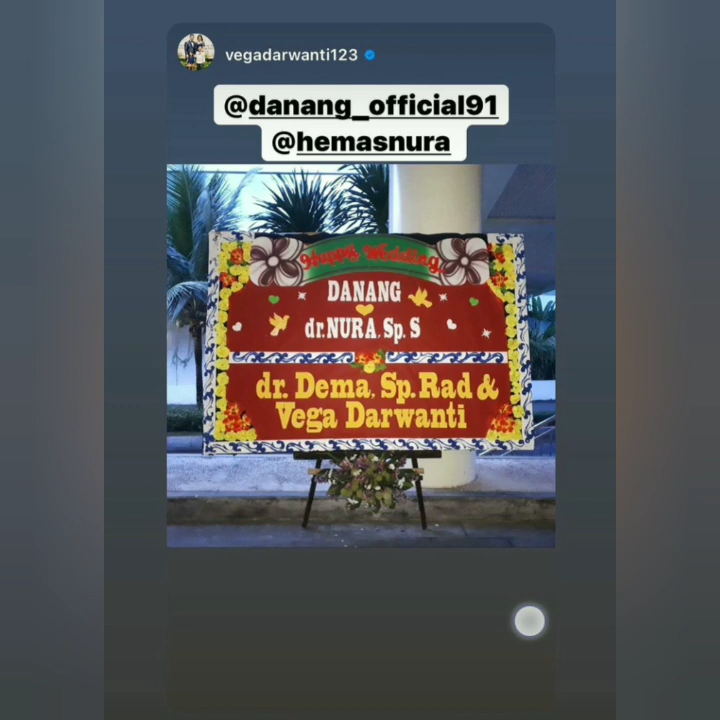 vegadarwanti123
@danang_official91
@hemasnura
Happy Wedding
DANANG
dr.NURA, Sp. S
dr. Dema, Sp. Rad &
Vega Darwanti